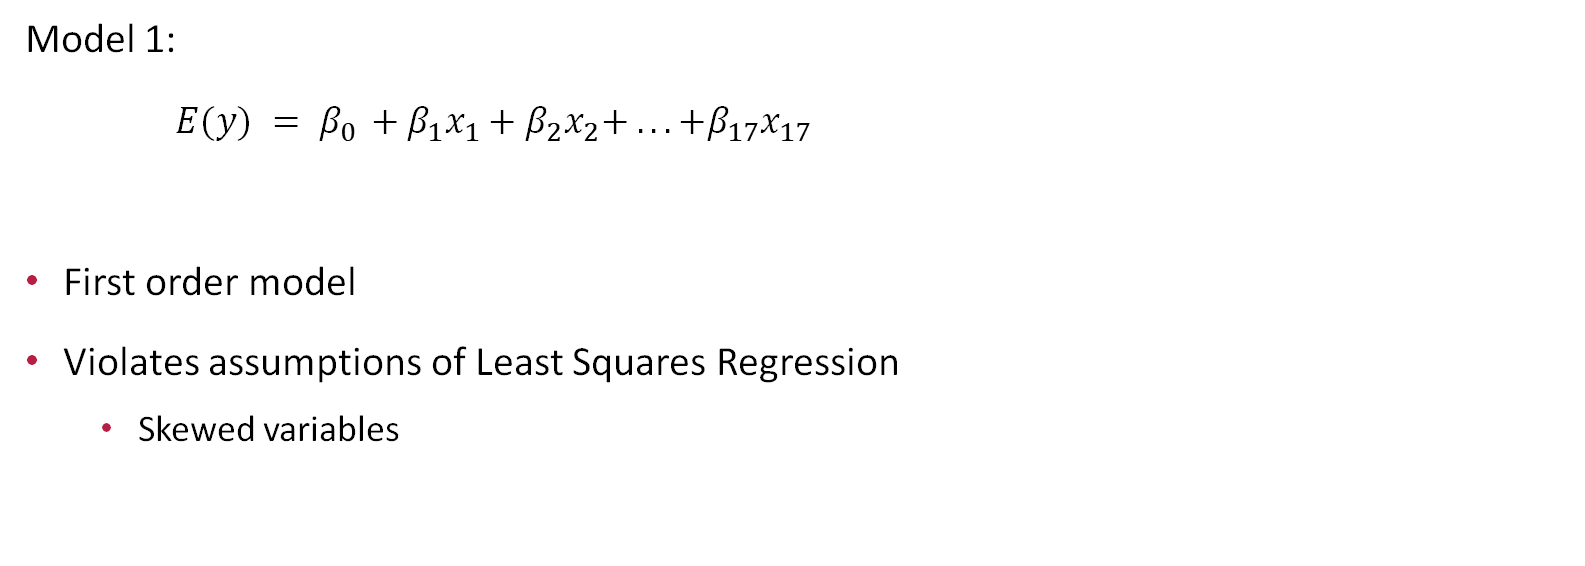 Model 1:
E(y) = β₀ + β₁x₁ + β₂x₂+ …+β₁₇x₁₇
• First order model
• Violates assumptions of Least Squares Regression
• Skewed variables